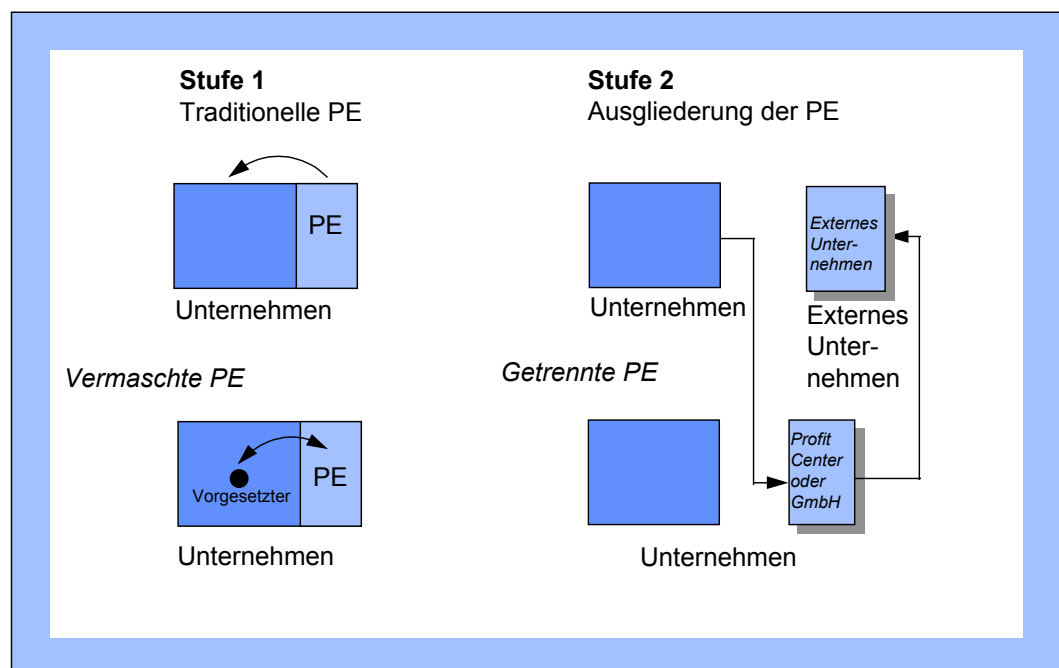 Stufe 1
Traditionelle PE
PE
Unternehmen
Vermaschte PE
PE
Vorgesetzter
Unternehmen
Stufe 2
Ausgliederung der PE
Unternehmen
Externes
Unter-
nehmen
Externes
Unter-
nehmen
Getrennte PE
Profit
Center
oder
GmbH
Unternehmen